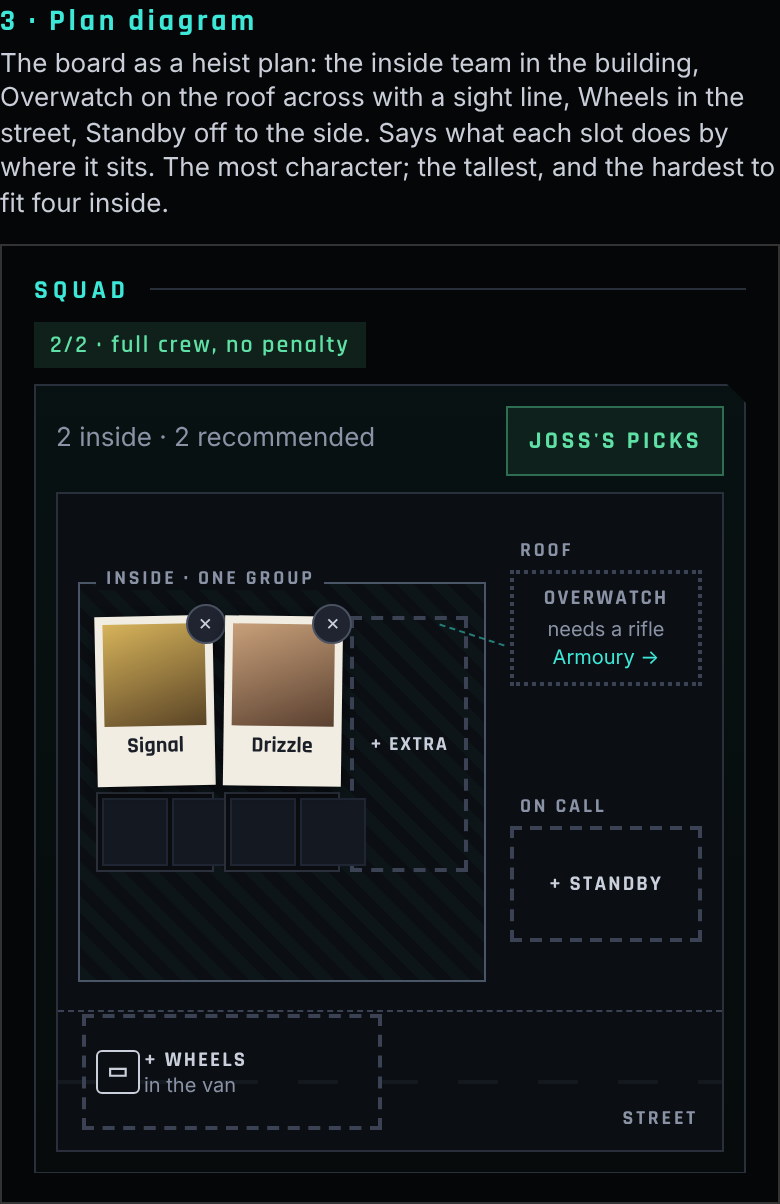 3 · Plan diagram
The board as a heist plan: the inside team in the building,
Overwatch on the roof across with a sight line, Wheels in the
street, Standby off to the side. Says what each slot does by
where it sits. The most character; the tallest, and the hardest to
fit four inside.
SQUAD
2/2 · full crew, no penalty
2 inside · 2 recommended
JOSS'S PICKS
ROOF
INSIDE · ONE GROUP
OVERWATCH
needs a rifle
Armoury →
Signal
Drizzle
+ EXTRA
ON CALL
+ STANDBY
+ WHEELS
in the van
STREET